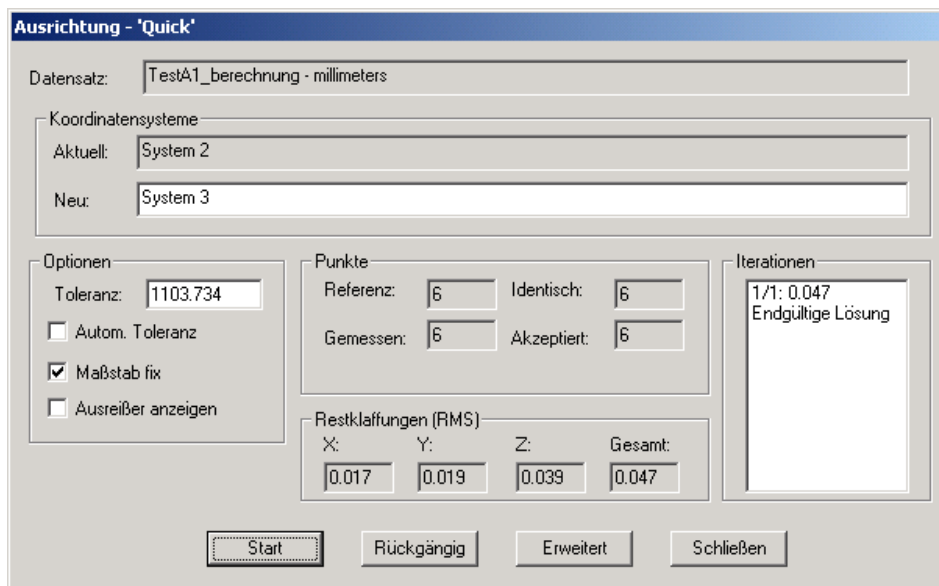 Ausrichtung - 'Quick'
Datensatz: TestA1_berechnung - millimeters
Koordinatensysteme
Aktuell: System 2
Neu: System 3
Optionen
Toleranz: 1103.734
Autom. Toleranz
Maßstab fix
Ausreißer anzeigen
Punkte
Referenz: 6 Identisch: 6
Gemessen: 6 Akzeptiert: 6
Restklaffungen (RMS)
X: Y: Z: Gesamt:
0.017 0.019 0.039 0.047
Iterationen
1/1: 0.047
Endgültige Lösung
Start Rückgängig Erweitert Schließen